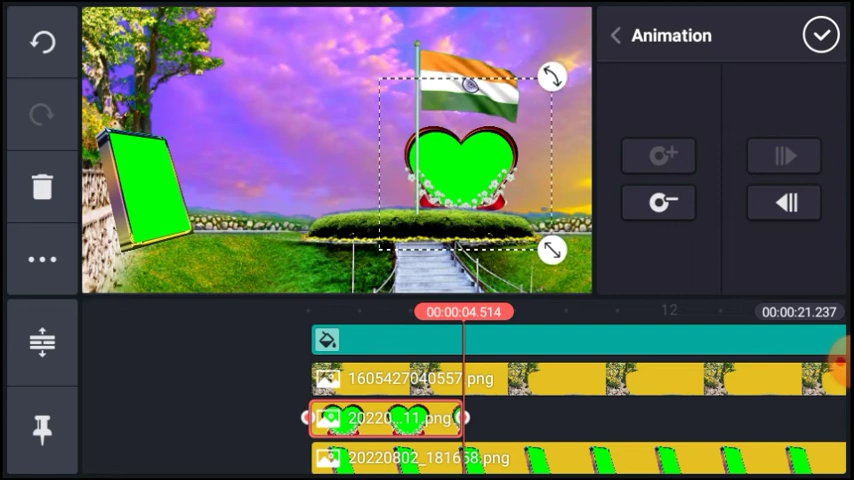 Animation
00:00:04.514
12
00:00:21.237
1605427040557.png
20220...11.png
20220802_181658.png